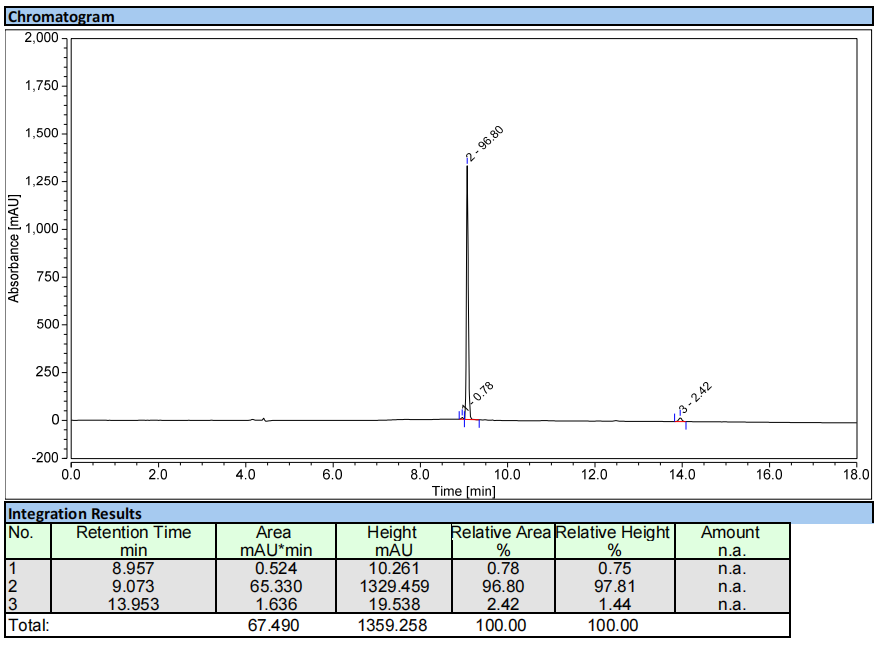 Chromatogram
2,000
1,750
1,500
1,250
1,000
750
500
250
0
-200
Absorbance [mAU]
2 - 96.80
- 0.78
3 - 2.42
0.0 2.0 4.0 6.0 8.0 10.0 12.0 14.0 16.0 18.0
Time [min]
Integration Results
No. Retention Time Area Height Relative Area Relative Height Amount
min mAU*min mAU % % n.a.
1 8.957 0.524 10.261 0.78 0.75 n.a.
2 9.073 65.330 1329.459 96.80 97.81 n.a.
3 13.953 1.636 19.538 2.42 1.44 n.a.
Total: 67.490 1359.258 100.00 100.00